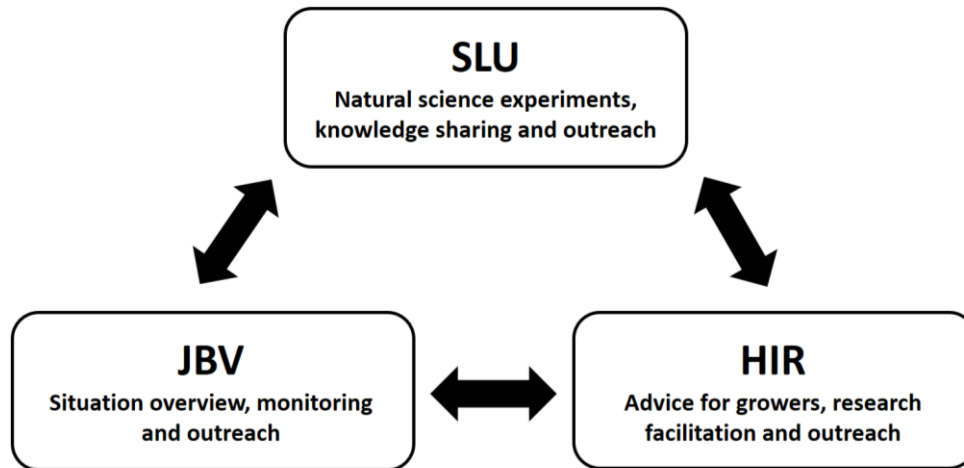 SLU
Natural science experiments,
knowledge sharing and outreach
JBV
Situation overview, monitoring
and outreach
HIR
Advice for growers, research
facilitation and outreach